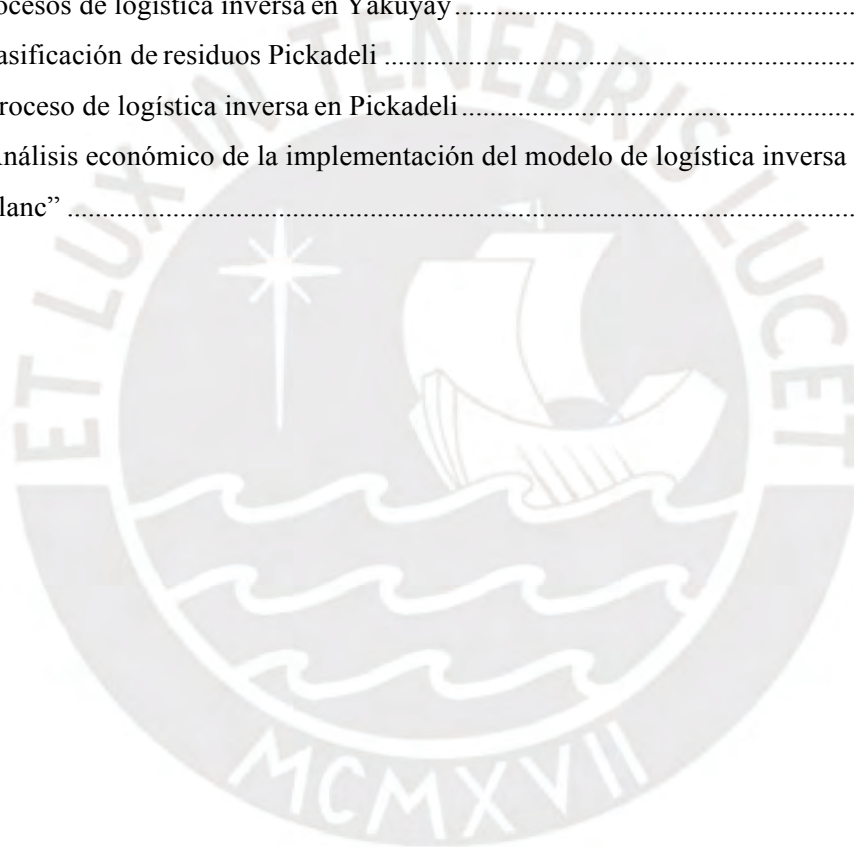 ocesos de logística inversa en Yakuyay
asificación de residuos Pickadeli
roceso de logística inversa en Pickadeli
nálisis económico de la implementación del modelo de logística inversa
lanc”
ET LUX IN TENEBRIS LUCET
MCMXVII